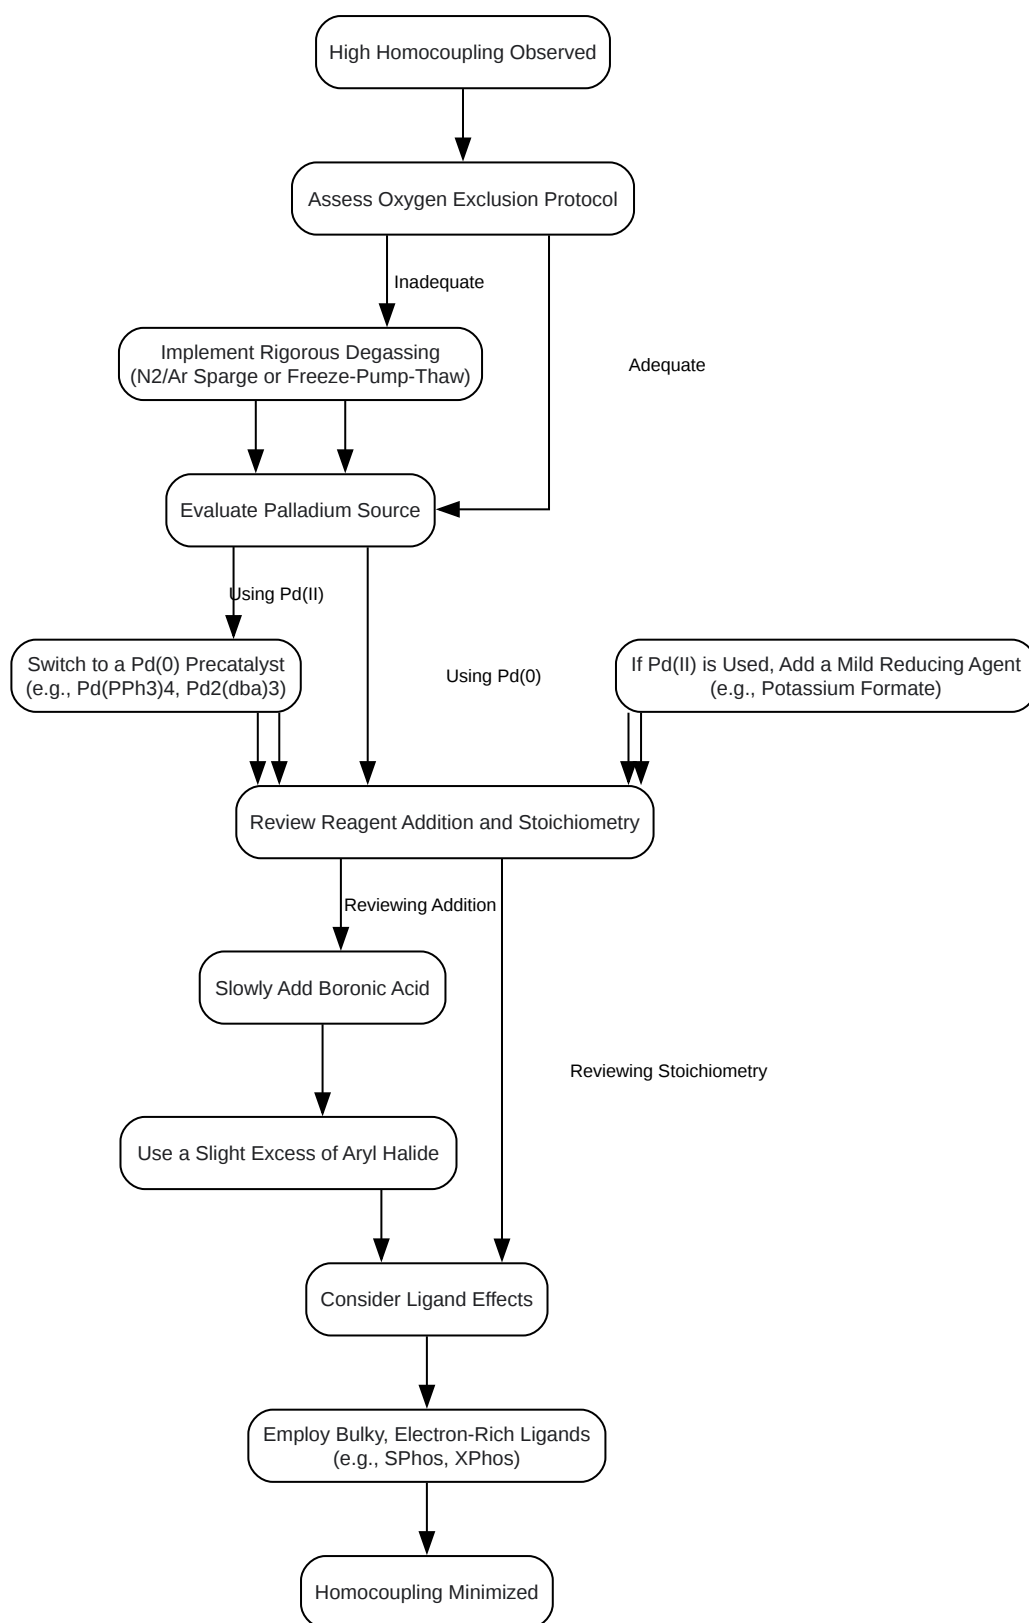 High Homocoupling Observed
Assess Oxygen Exclusion Protocol
Inadequate
Implement Rigorous Degassing
(N2/Ar Sparge or Freeze-Pump-Thaw)
Adequate
Evaluate Palladium Source
Using Pd(II)
Switch to a Pd(0) Precatalyst
(e.g., Pd(PPh3)4, Pd2(dba)3)
Using Pd(0)
If Pd(II) is Used, Add a Mild Reducing Agent
(e.g., Potassium Formate)
Review Reagent Addition and Stoichiometry
Reviewing Addition
Slowly Add Boronic Acid
Reviewing Stoichiometry
Use a Slight Excess of Aryl Halide
Consider Ligand Effects
Employ Bulky, Electron-Rich Ligands
(e.g., SPhos, XPhos)
Homocoupling Minimized